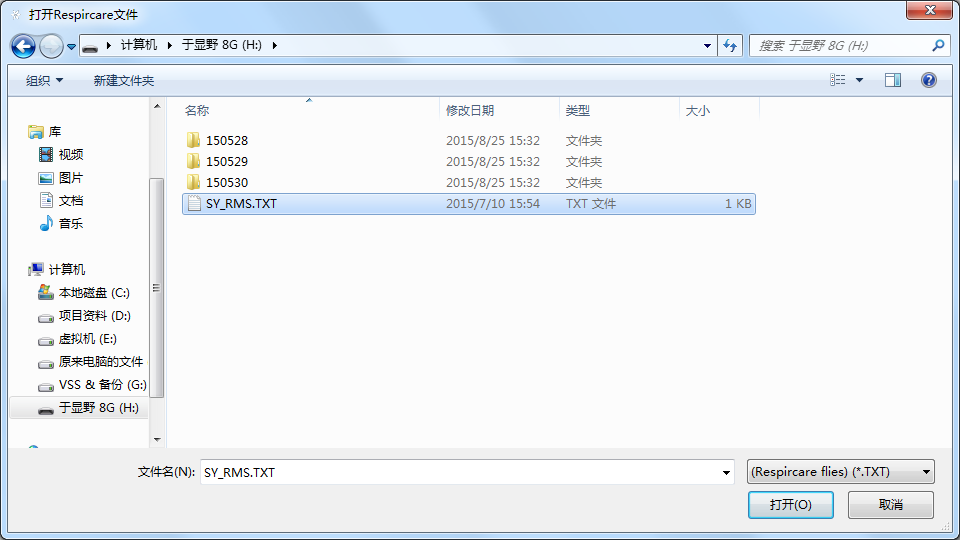 打开Respircare文件
计算机 于显野 8G (H:)
搜索 于显野 8G (H:)
组织 新建文件夹
库
视频
图片
文档
音乐
计算机
本地磁盘 (C:)
项目资料 (D:)
虚拟机 (E:)
原来电脑的文件
VSS & 备份 (G:)
于显野 8G (H:)
名称 修改日期 类型 大小
150528 2015/8/25 15:32 文件夹
150529 2015/8/25 15:32 文件夹
150530 2015/8/25 15:32 文件夹
SY_RMS.TXT 2015/7/10 15:54 TXT 文件 1 KB
文件名(N): SY_RMS.TXT (Respircare flies) (*.TXT)
打开(O) 取消